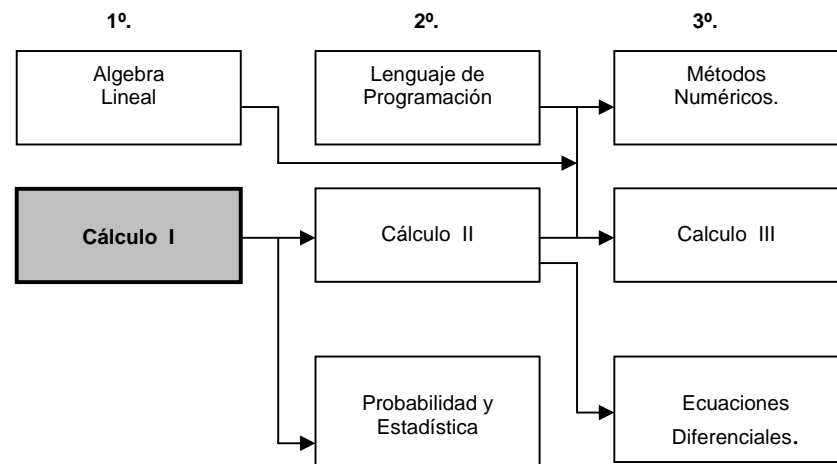 1º.
2º.
3º.
Algebra
Lineal
Lenguaje de
Programación
Métodos
Numéricos.
Cálculo I
Cálculo II
Calculo III
Probabilidad y
Estadística
Ecuaciones
Diferenciales.